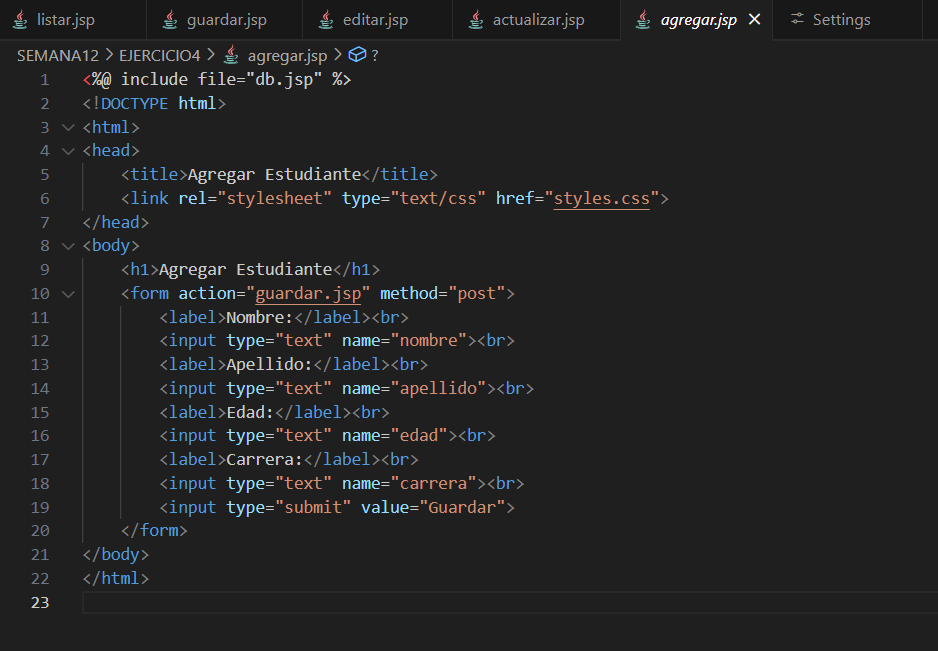 listar.jsp guardar.jsp editar.jsp actualizar.jsp agregar.jsp Settings
SEMANA12 > EJERCICIO4 > agregar.jsp > ?
1 <%@ include file="db.jsp" %>
2 <!DOCTYPE html>
3 <html>
4 <head>
5 <title>Agregar Estudiante</title>
6 <link rel="stylesheet" type="text/css" href="styles.css">
7 </head>
8 <body>
9 <h1>Agregar Estudiante</h1>
10 <form action="guardar.jsp" method="post">
11 <label>Nombre:</label><br>
12 <input type="text" name="nombre"><br>
13 <label>Apellido:</label><br>
14 <input type="text" name="apellido"><br>
15 <label>Edad:</label><br>
16 <input type="text" name="edad"><br>
17 <label>Carrera:</label><br>
18 <input type="text" name="carrera"><br>
19 <input type="submit" value="Guardar">
20 </form>
21 </body>
22 </html>
23